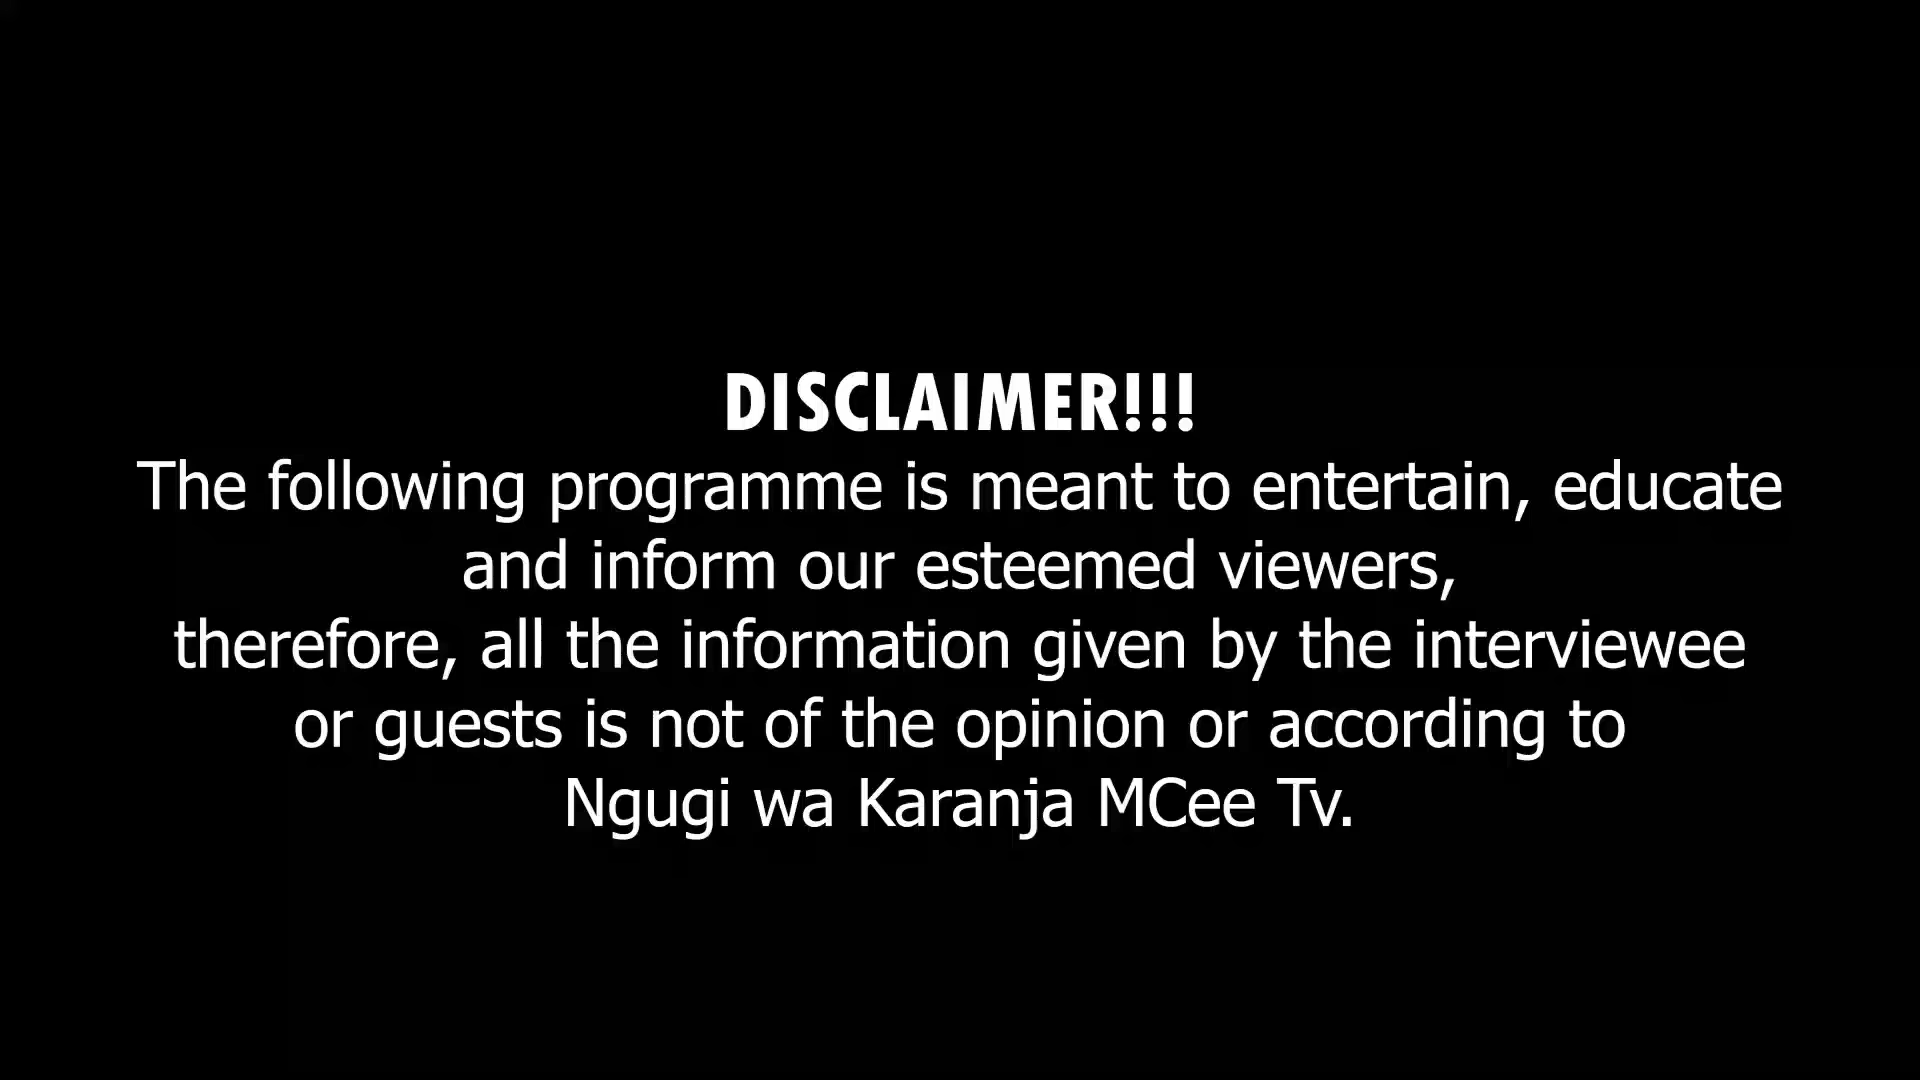 DISCLAIMER!!!
The following programme is meant to entertain, educate
and inform our esteemed viewers,
therefore, all the information given by the interviewee
or guests is not of the opinion or according to
Ngugi wa Karanja MCee Tv.